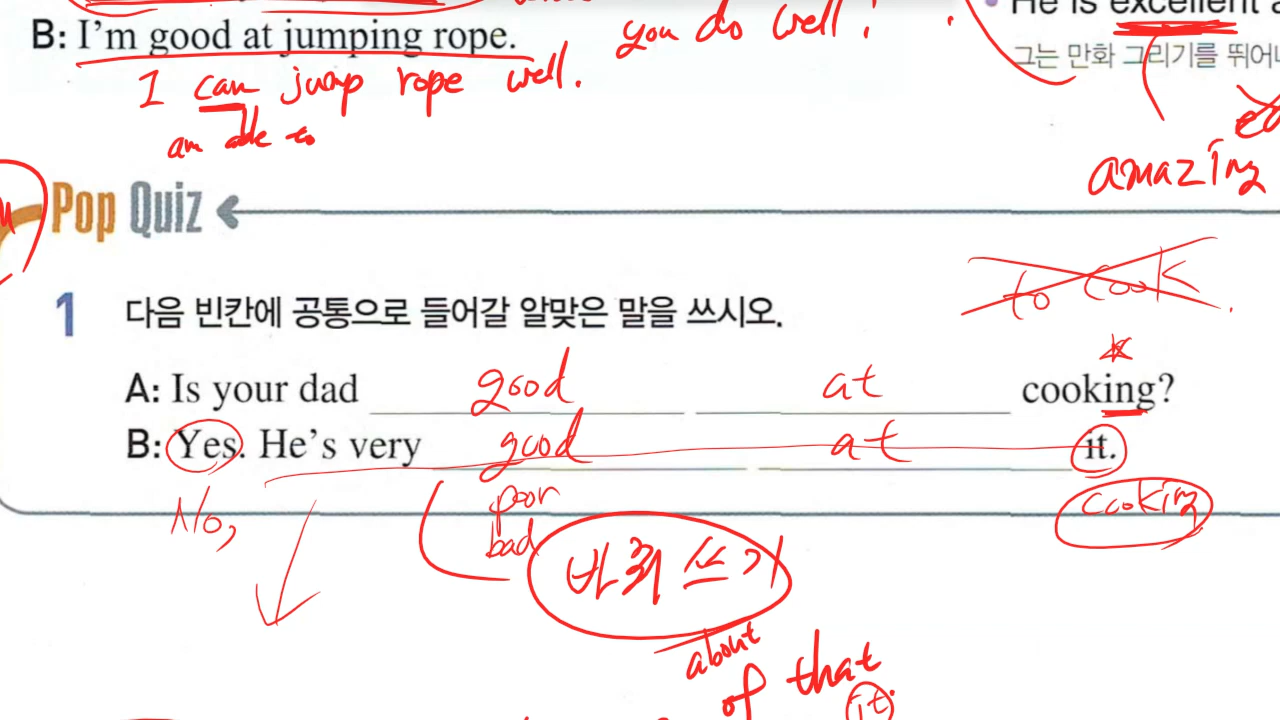 you do well!
B: I'm good at jumping rope.
I can jump rope well.
am able to
He is excellent a
그는 만화 그리기를 뛰어나
amazing
Pop Quiz
to cook
1 다음 빈칸에 공통으로 들어갈 알맞은 말을 쓰시오.
A: Is your dad good at cooking?
B: Yes. He's very good at it.
No,
poor
bad
cooking
바꿔 쓰기
about
of that
it.